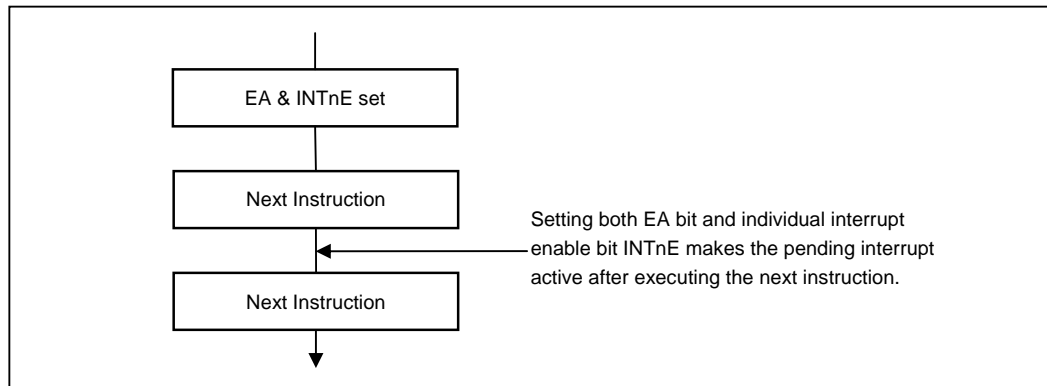 EA & INTnE set
Next Instruction
Setting both EA bit and individual interrupt
enable bit INTnE makes the pending interrupt
active after executing the next instruction.
Next Instruction